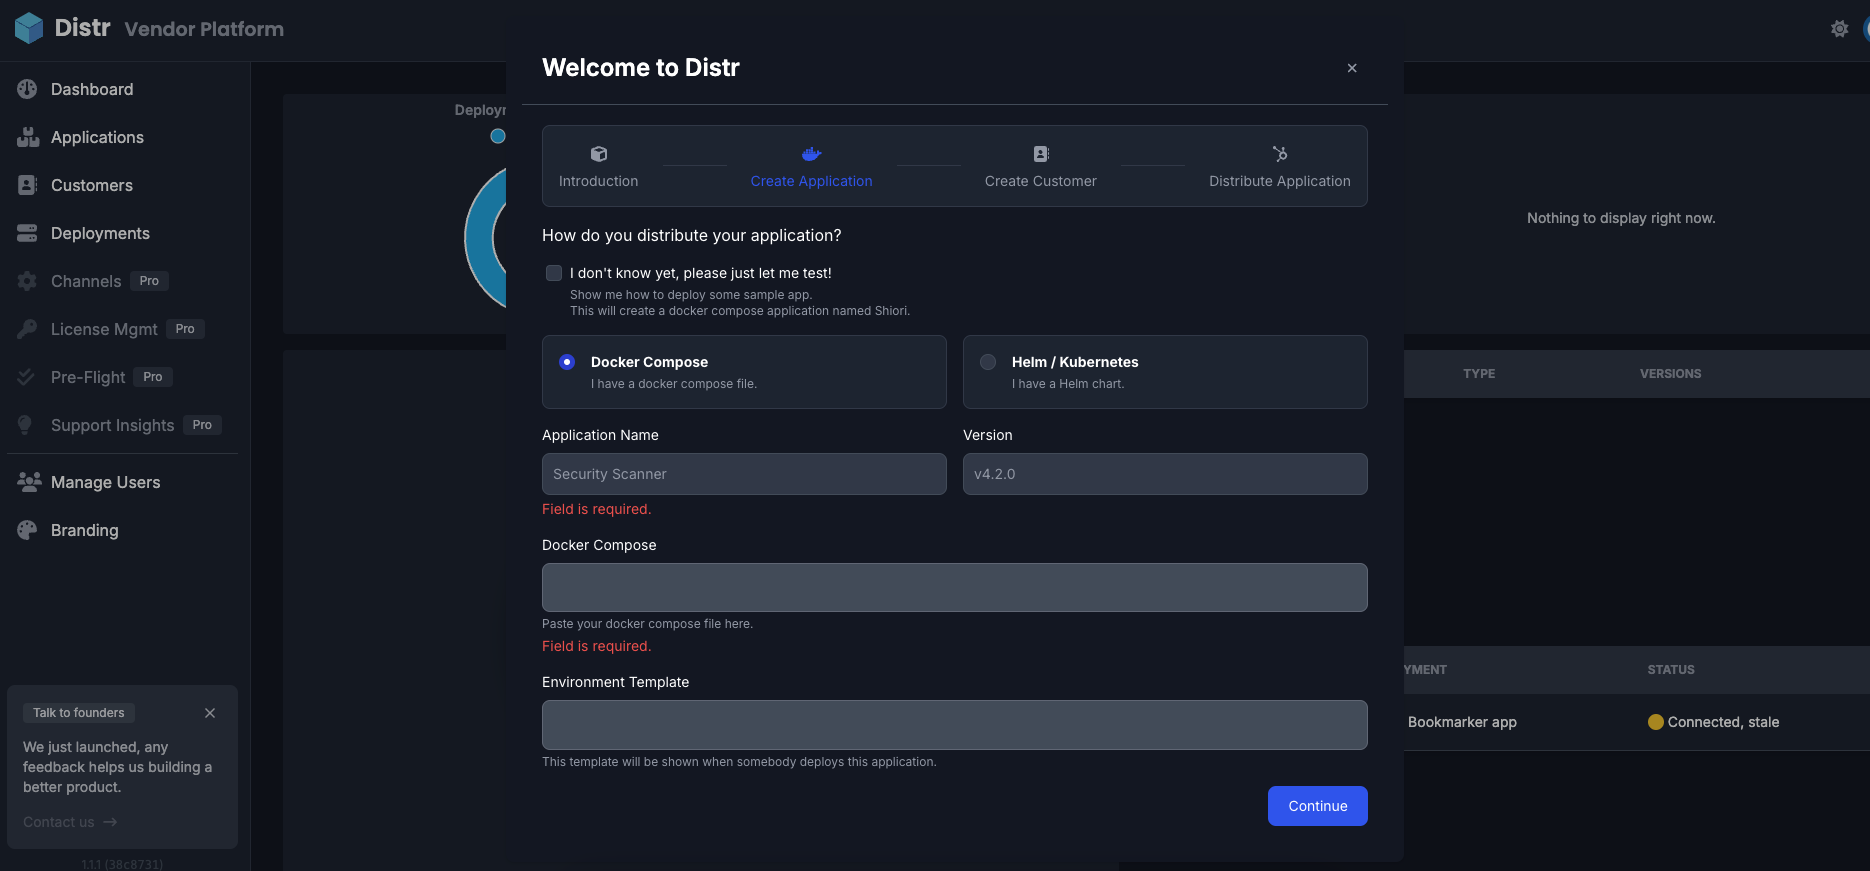 Distr Vendor Platform
Dashboard
Applications
Customers
Deployments
Channels Pro
License Mgmt Pro
Pre-Flight Pro
Support Insights Pro
Manage Users
Branding
Talk to founders
We just launched, any
feedback helps us building a
better product.
Contact us →
1.1.1 (38c8731)
Welcome to Distr
Introduction
Create Application
Create Customer
Distribute Application
How do you distribute your application?
I don't know yet, please just let me test!
Show me how to deploy some sample app.
This will create a docker compose application named Shiori.
Docker Compose
I have a docker compose file.
Helm / Kubernetes
I have a Helm chart.
Application Name
Security Scanner
Field is required.
Version
v4.2.0
Docker Compose
Paste your docker compose file here.
Field is required.
Environment Template
This template will be shown when somebody deploys this application.
Continue
Deployr
Nothing to display right now.
TYPE VERSIONS
YMENT STATUS
Bookmarker app Connected, stale